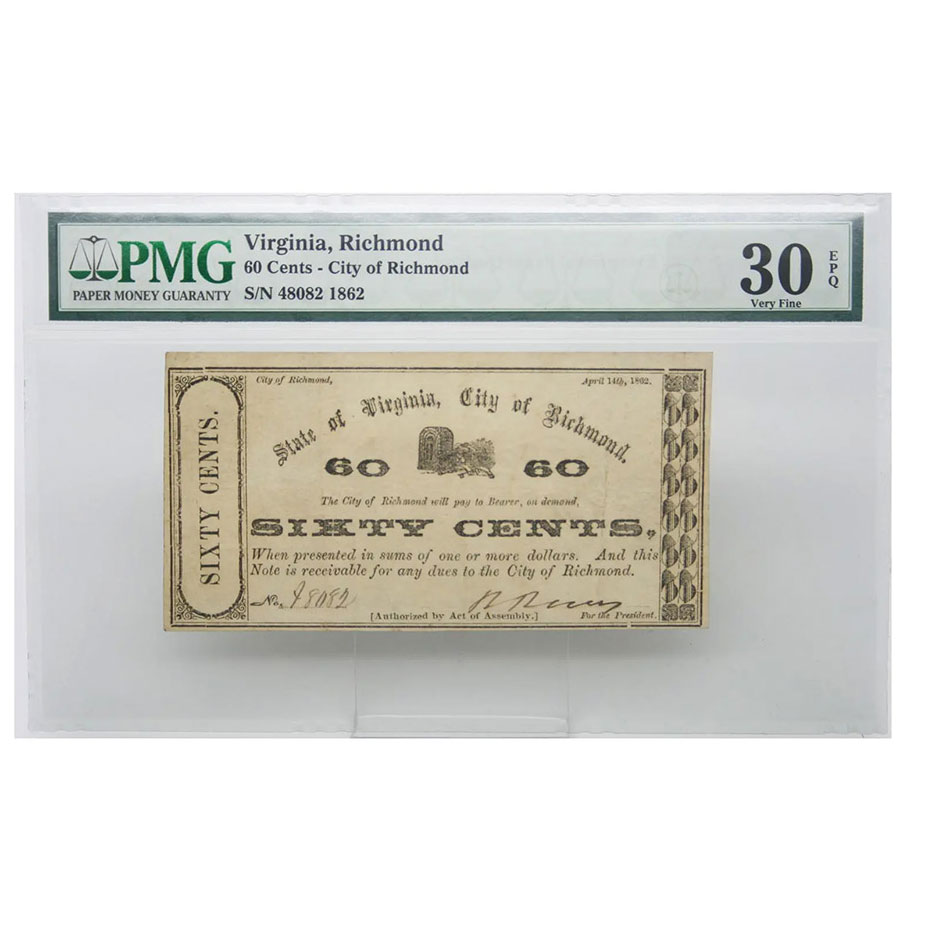 PMG
PAPER MONEY GUARANTY
Virginia, Richmond
60 Cents - City of Richmond
S/N 48082 1862
30
Very Fine
EPQ
City of Richmond,
April 14th, 1862.
State of Virginia, City of Richmond.
60 60
The City of Richmond will pay to Bearer, on demand,
SIXTY CENTS,
When presented in sums of one or more dollars. And this
Note is receivable for any dues to the City of Richmond.
No. 48082
[Authorized by Act of Assembly.]
For the President.
SIXTY CENTS.